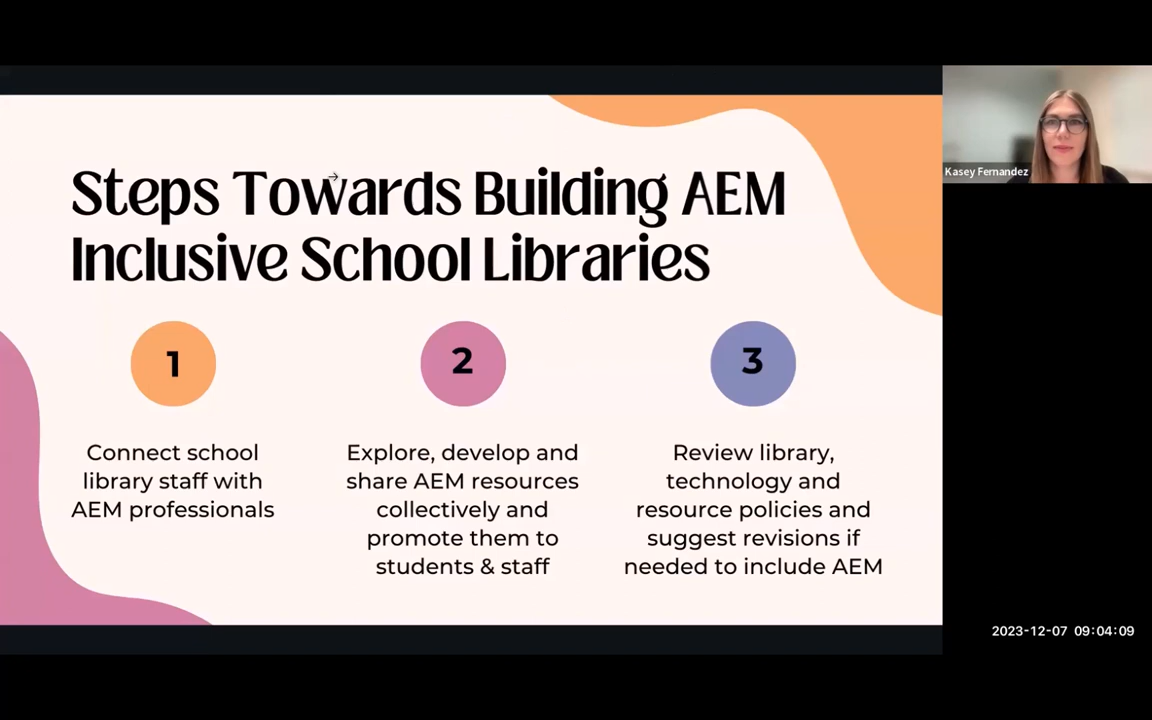 Steps Towards Building AEM
Inclusive School Libraries
1
Connect school
library staff with
AEM professionals
2
Explore, develop and
share AEM resources
collectively and
promote them to
students & staff
3
Review library,
technology and
resource policies and
suggest revisions if
needed to include AEM
Kasey Fernandez
2023-12-07 09:04:09